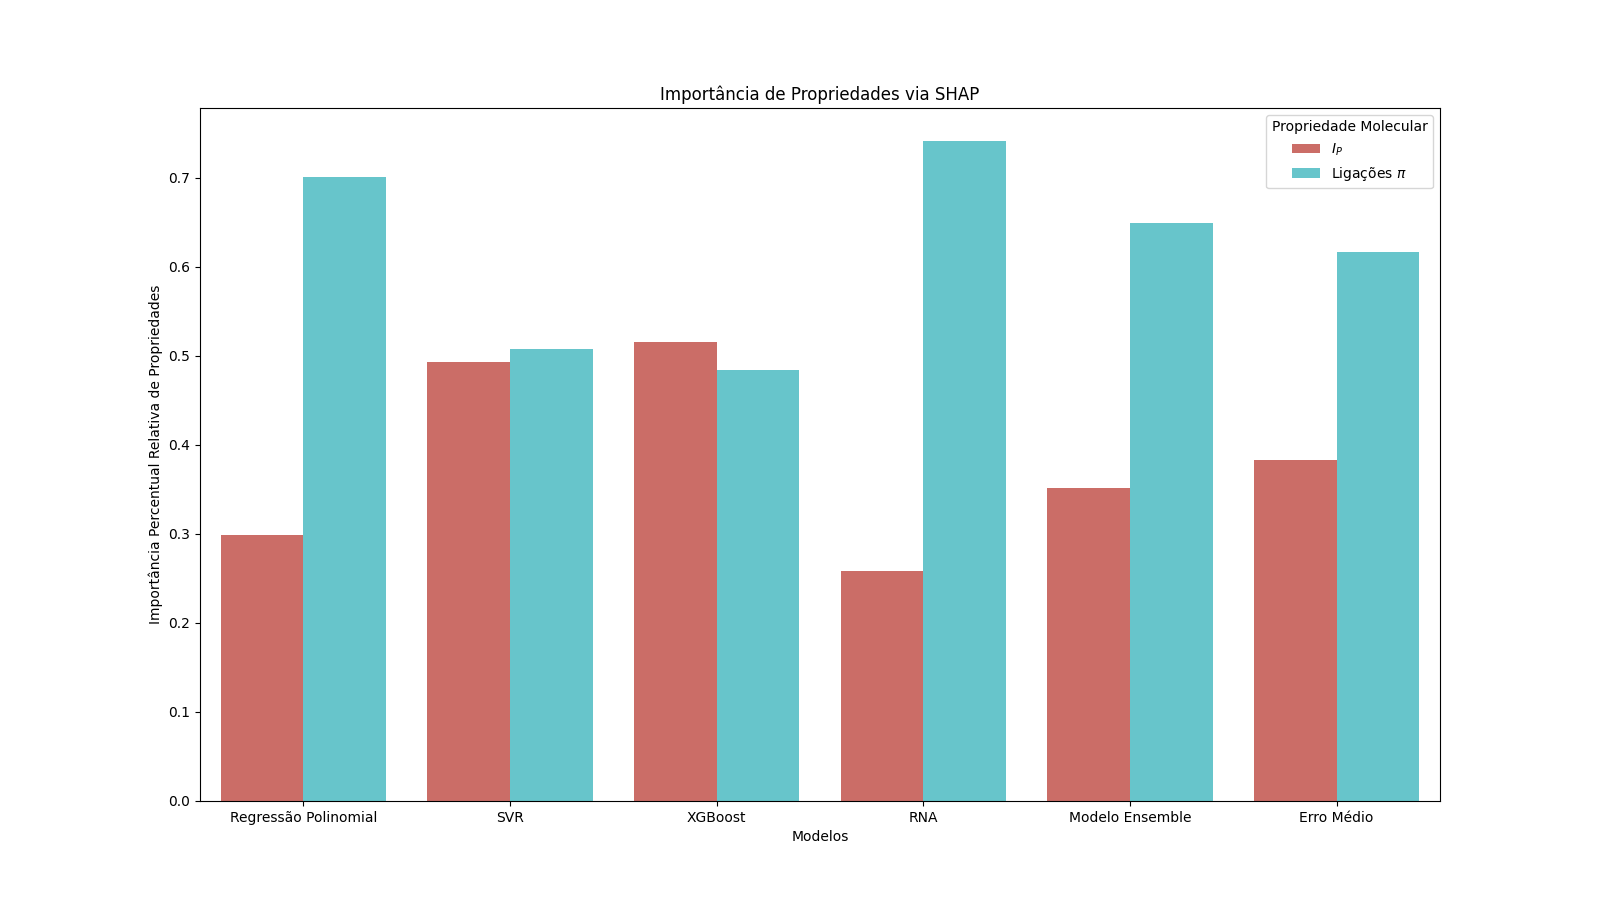 Importância de Propriedades via SHAP
Propriedade Molecular
I_P
Ligações π
Importância Percentual Relativa de Propriedades
0.7
0.6
0.5
0.4
0.3
0.2
0.1
0.0
Regressão Polinomial
SVR
XGBoost
RNA
Modelo Ensemble
Erro Médio
Modelos